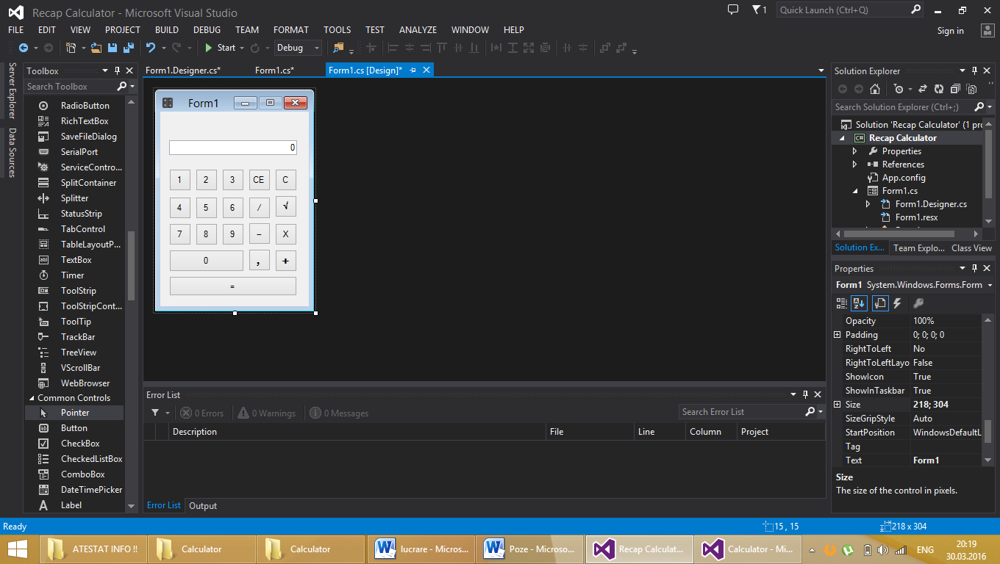 Recap Calculator - Microsoft Visual Studio
1
Quick Launch (Ctrl+Q)
FILE EDIT VIEW PROJECT BUILD DEBUG TEAM FORMAT TOOLS TEST ANALYZE WINDOW HELP
Sign in
Start
Debug
Server Explorer
Data Sources
Toolbox
Search Toolbox
RadioButton
RichTextBox
SaveFileDialog
SerialPort
ServiceContro...
SplitContainer
Splitter
StatusStrip
TabControl
TableLayoutP...
TextBox
Timer
ToolStrip
ToolStripCont...
ToolTip
TrackBar
TreeView
VScrollBar
WebBrowser
Common Controls
Pointer
Button
CheckBox
CheckedListBox
ComboBox
DateTimePicker
Label
Form1.Designer.cs*
Form1.cs*
Form1.cs [Design]*
Form1
0
1 2 3 CE C
4 5 6 / √
7 8 9 − X
0 , +
=
Error List
0 Errors
0 Warnings
0 Messages
Search Error List
Description File Line Column Project
Error List Output
Solution Explorer
Search Solution Explorer (Ctrl+;)
Solution 'Recap Calculator' (1 pro
Recap Calculator
Properties
References
App.config
Form1.cs
Form1.Designer.cs
Form1.resx
Solution Ex... Team Explo... Class View
Properties
Form1 System.Windows.Forms.Form
Opacity 100%
Padding 0; 0; 0; 0
RightToLeft No
RightToLeftLayo False
ShowIcon True
ShowInTaskbar True
Size 218; 304
SizeGripStyle Auto
StartPosition WindowsDefaultL
Tag
Text Form1
Size
The size of the control in pixels.
Ready
15 , 15
218 x 304
ATESTAT INFO !!
Calculator
Calculator
lucrare - Micros...
Poze - Microso...
Recap Calculat...
Calculator - Mi...
ENG
20:19
30.03.2016